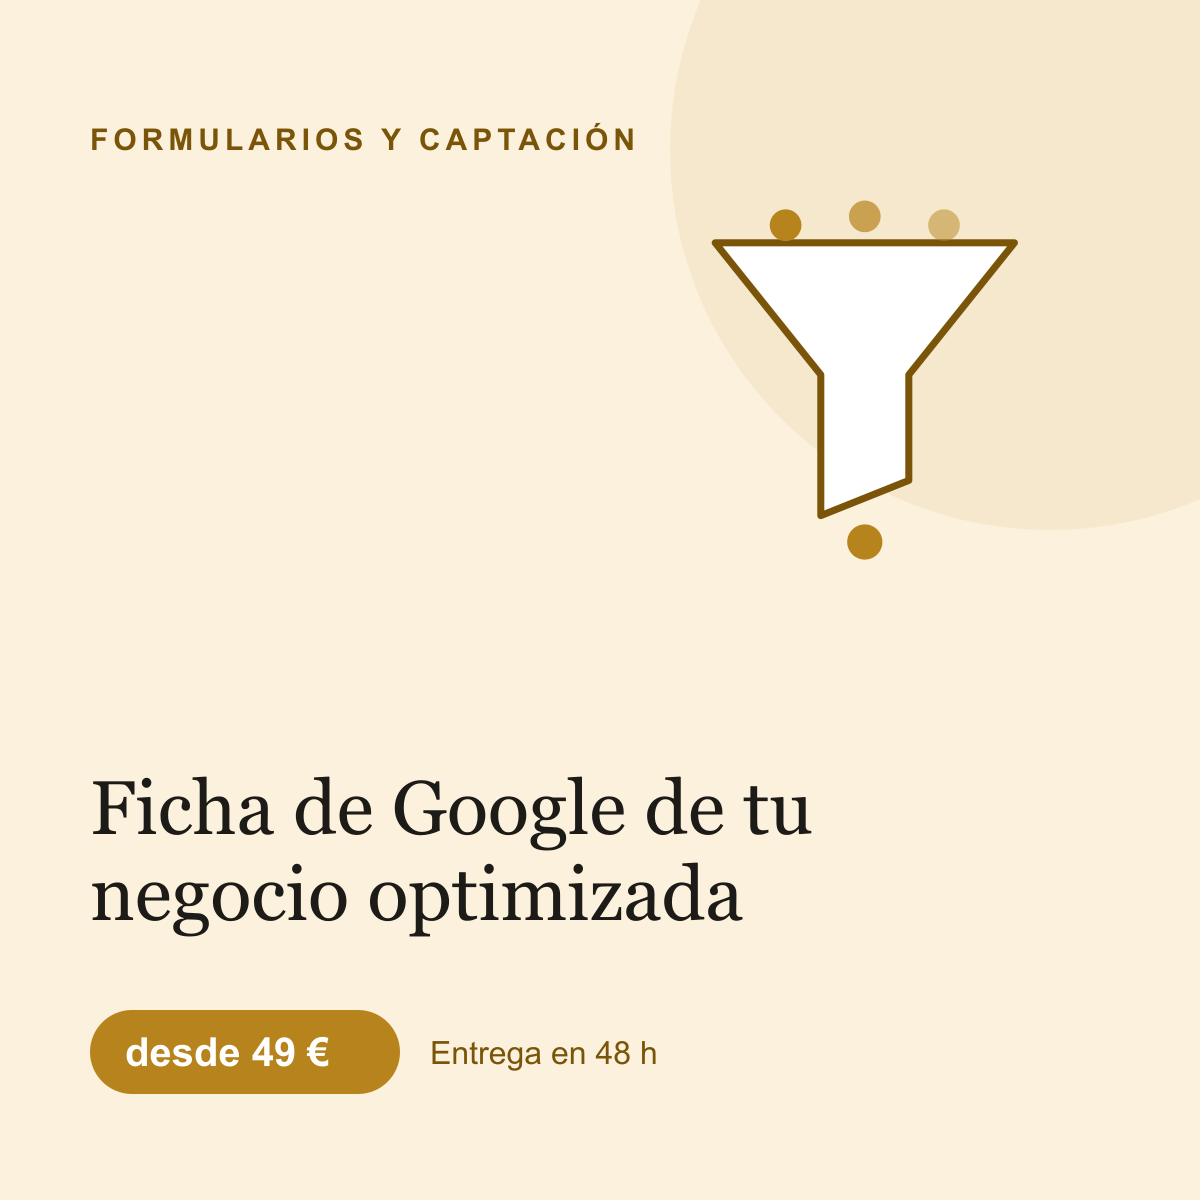 FORMULARIOS Y CAPTACIÓN
Ficha de Google de tu
negocio optimizada
desde 49 €
Entrega en 48 h